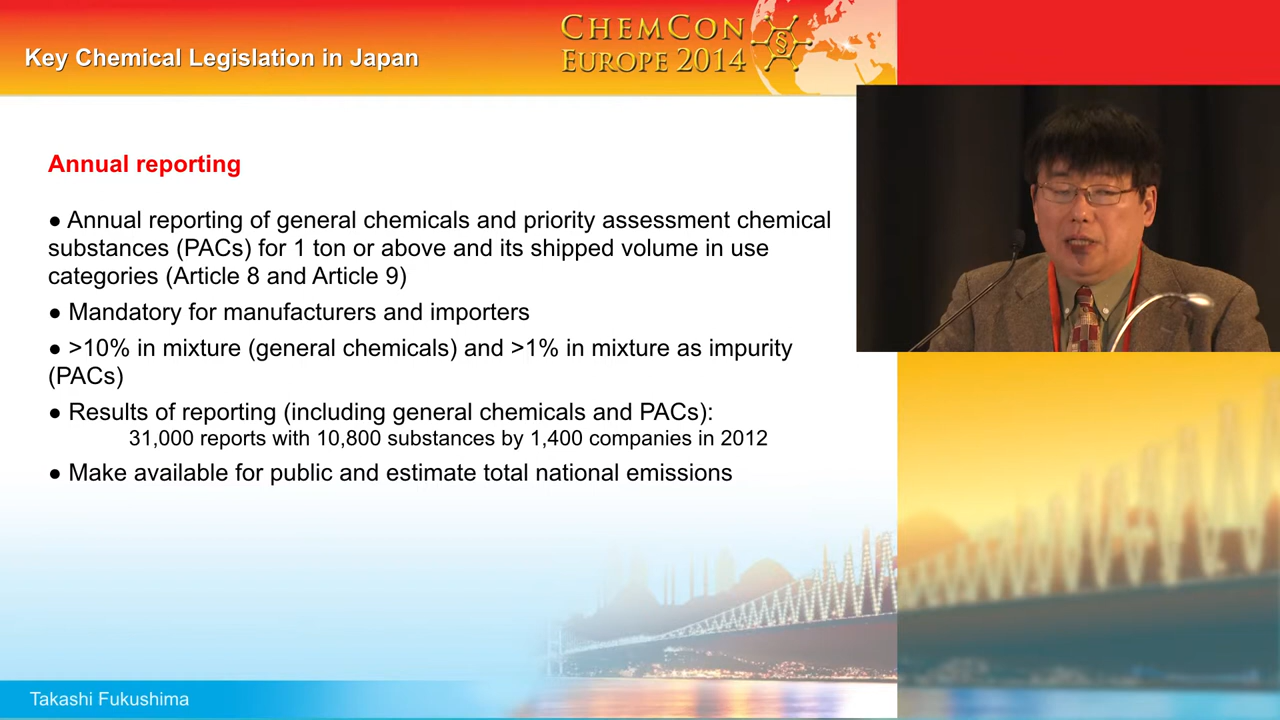 Key Chemical Legislation in Japan
CHEMCON
EUROPE 2014
§
Annual reporting
● Annual reporting of general chemicals and priority assessment chemical
substances (PACs) for 1 ton or above and its shipped volume in use
categories (Article 8 and Article 9)
● Mandatory for manufacturers and importers
● >10% in mixture (general chemicals) and >1% in mixture as impurity
(PACs)
● Results of reporting (including general chemicals and PACs):
31,000 reports with 10,800 substances by 1,400 companies in 2012
● Make available for public and estimate total national emissions
Takashi Fukushima